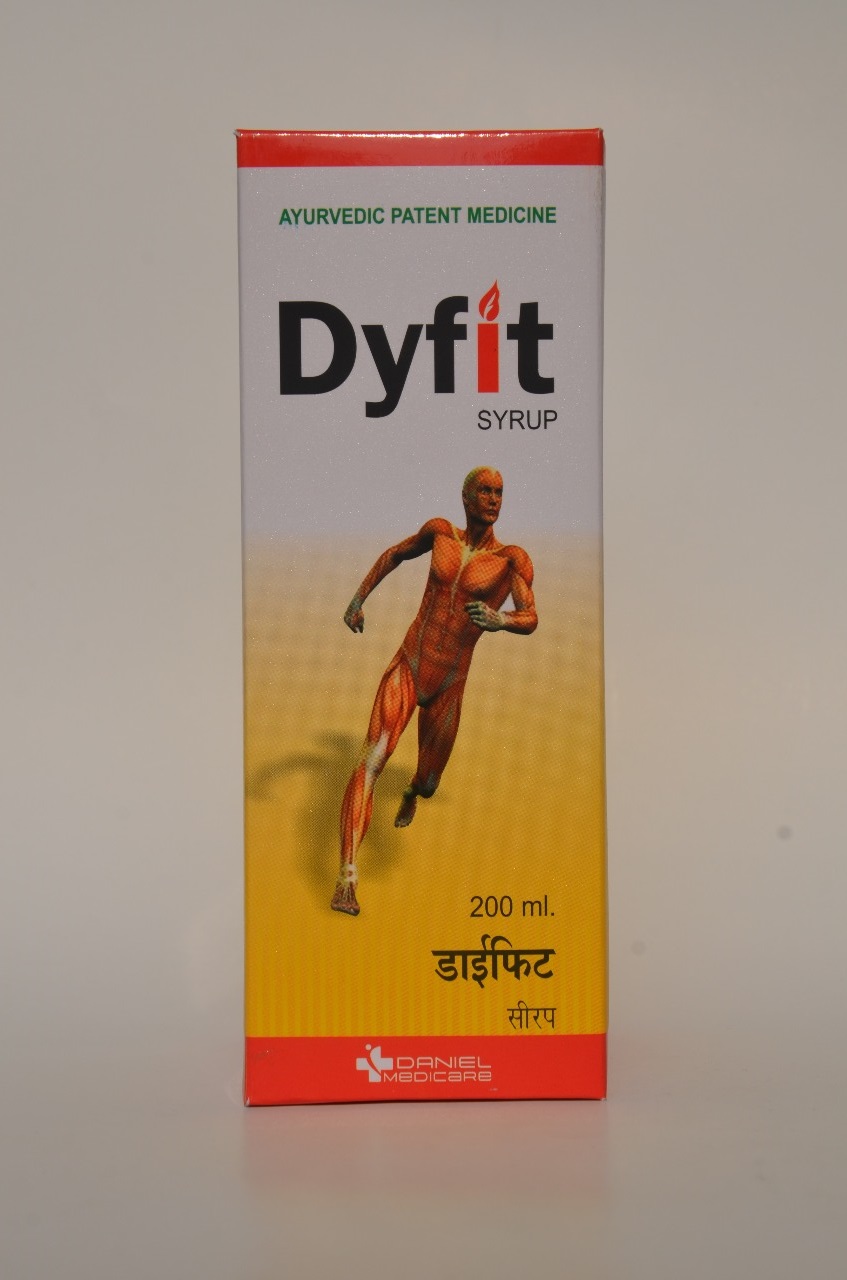 AYURVEDIC PATENT MEDICINE
Dyfit
SYRUP
200 ml.
डाईफिट
सीरप
DANIEL
MEDICARE